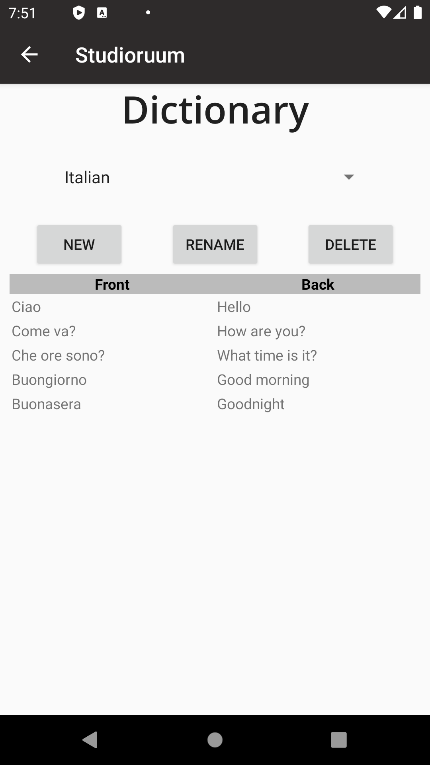 7:51
Studioruum
Dictionary
Italian
NEW RENAME DELETE
Front Back
Ciao Hello
Come va? How are you?
Che ore sono? What time is it?
Buongiorno Good morning
Buonasera Goodnight